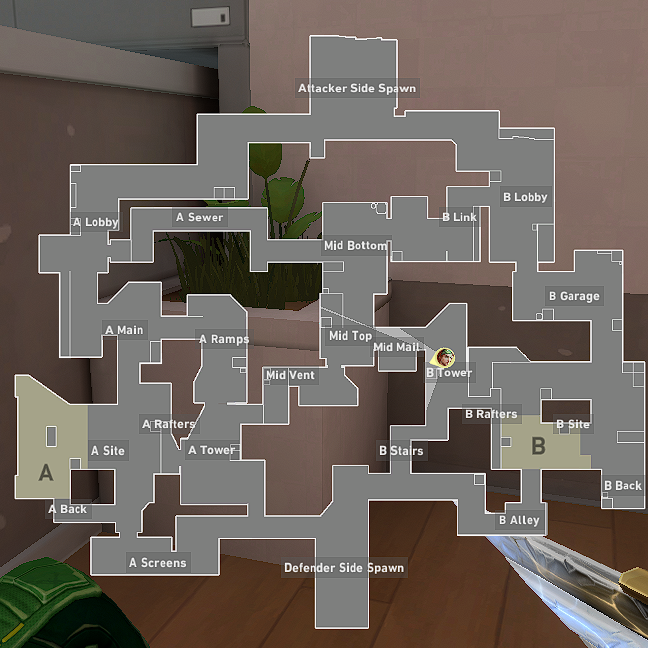 Attacker Side Spawn
B Lobby
A Lobby
A Sewer
B Link
Mid Bottom
B Garage
A Main
A Ramps
Mid Top
Mid Mail
B Tower
Mid Vent
B Rafters
A Rafters
B Site
A Site
A Tower
B Stairs
B
A
B Back
A Back
B Alley
A Screens
Defender Side Spawn